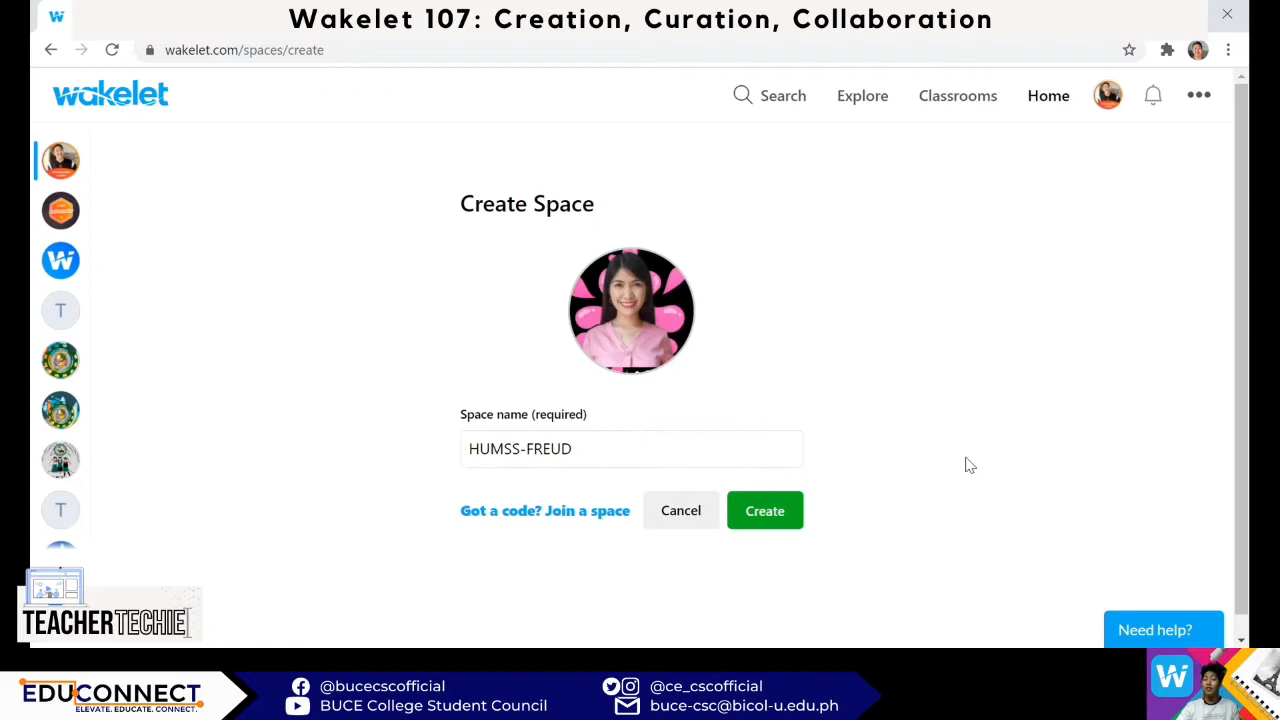 Wakelet 107: Creation, Curation, Collaboration
wakelet.com/spaces/create
wakelet
Search
Explore
Classrooms
Home
T
T
Create Space
Space name (required)
HUMSS-FREUD
Got a code? Join a space
Cancel
Create
Need help?
TEACHERTECHIE
EDUCONNECT
ELEVATE. EDUCATE. CONNECT.
@bucecscofficial
BUCE College Student Council
@ce_cscofficial
buce-csc@bicol-u.edu.ph